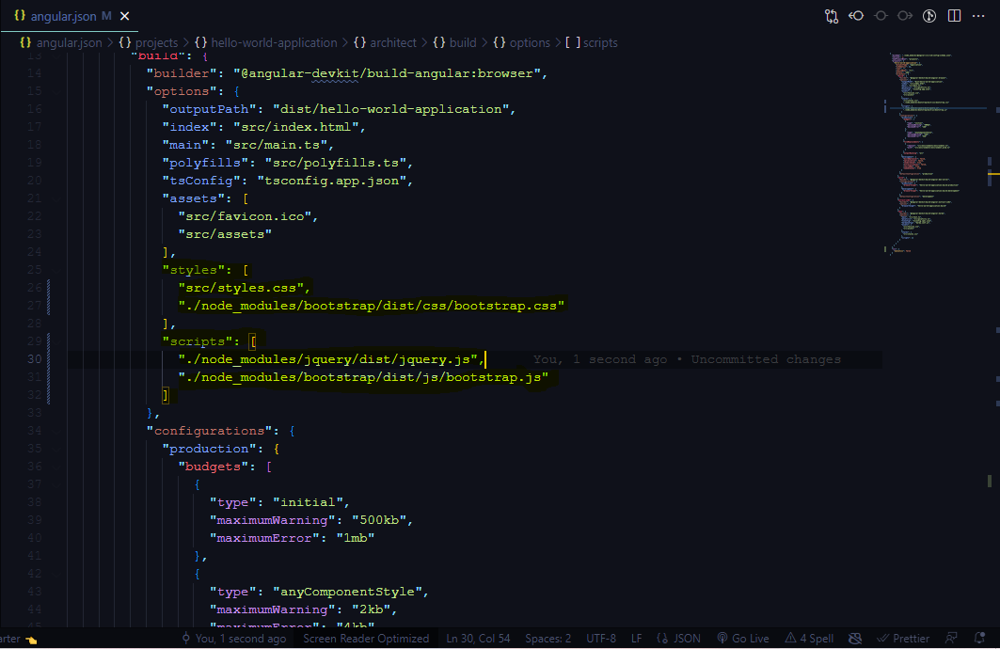 {} angular.json M ×
{} angular.json > {} projects > {} hello-world-application > {} architect > {} build > {} options > [ ] scripts
13 "build": {
14 "builder": "@angular-devkit/build-angular:browser",
15 "options": {
16 "outputPath": "dist/hello-world-application",
17 "index": "src/index.html",
18 "main": "src/main.ts",
19 "polyfills": "src/polyfills.ts",
20 "tsConfig": "tsconfig.app.json",
21 "assets": [
22 "src/favicon.ico",
23 "src/assets"
24 ],
25 "styles": [
26 "src/styles.css",
27 "./node_modules/bootstrap/dist/css/bootstrap.css"
28 ],
29 "scripts": [
30 "./node_modules/jquery/dist/jquery.js", You, 1 second ago • Uncommitted changes
31 "./node_modules/bootstrap/dist/js/bootstrap.js"
32 ]
33 },
34 "configurations": {
35 "production": {
36 "budgets": [
37 {
38 "type": "initial",
39 "maximumWarning": "500kb",
40 "maximumError": "1mb"
41 },
42 {
43 "type": "anyComponentStyle",
44 "maximumWarning": "2kb",
45 "maximumError": "4kb"
arter You, 1 second ago Screen Reader Optimized Ln 30, Col 54 Spaces: 2 UTF-8 LF {} JSON Go Live 4 Spell Prettier